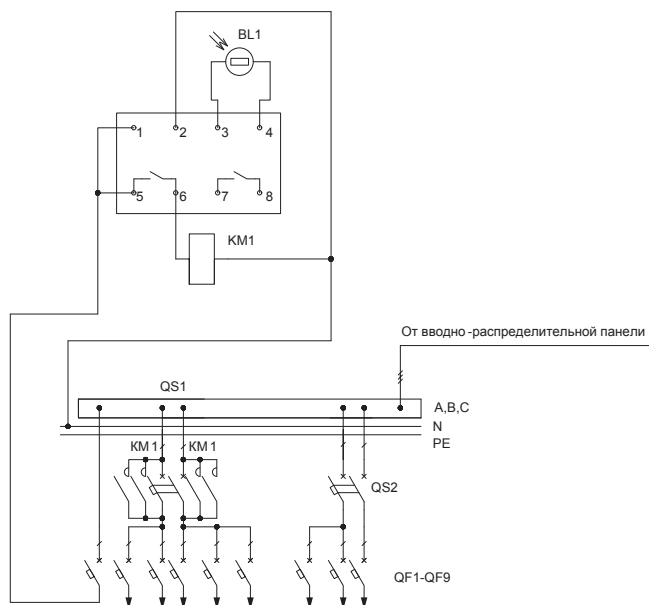 BL1
1 2 3 4
5 6 7 8
KM1
От вводно -распределительной панели
QS1
A,B,C
N
PE
KM 1 KM 1
QS2
QF1-QF9